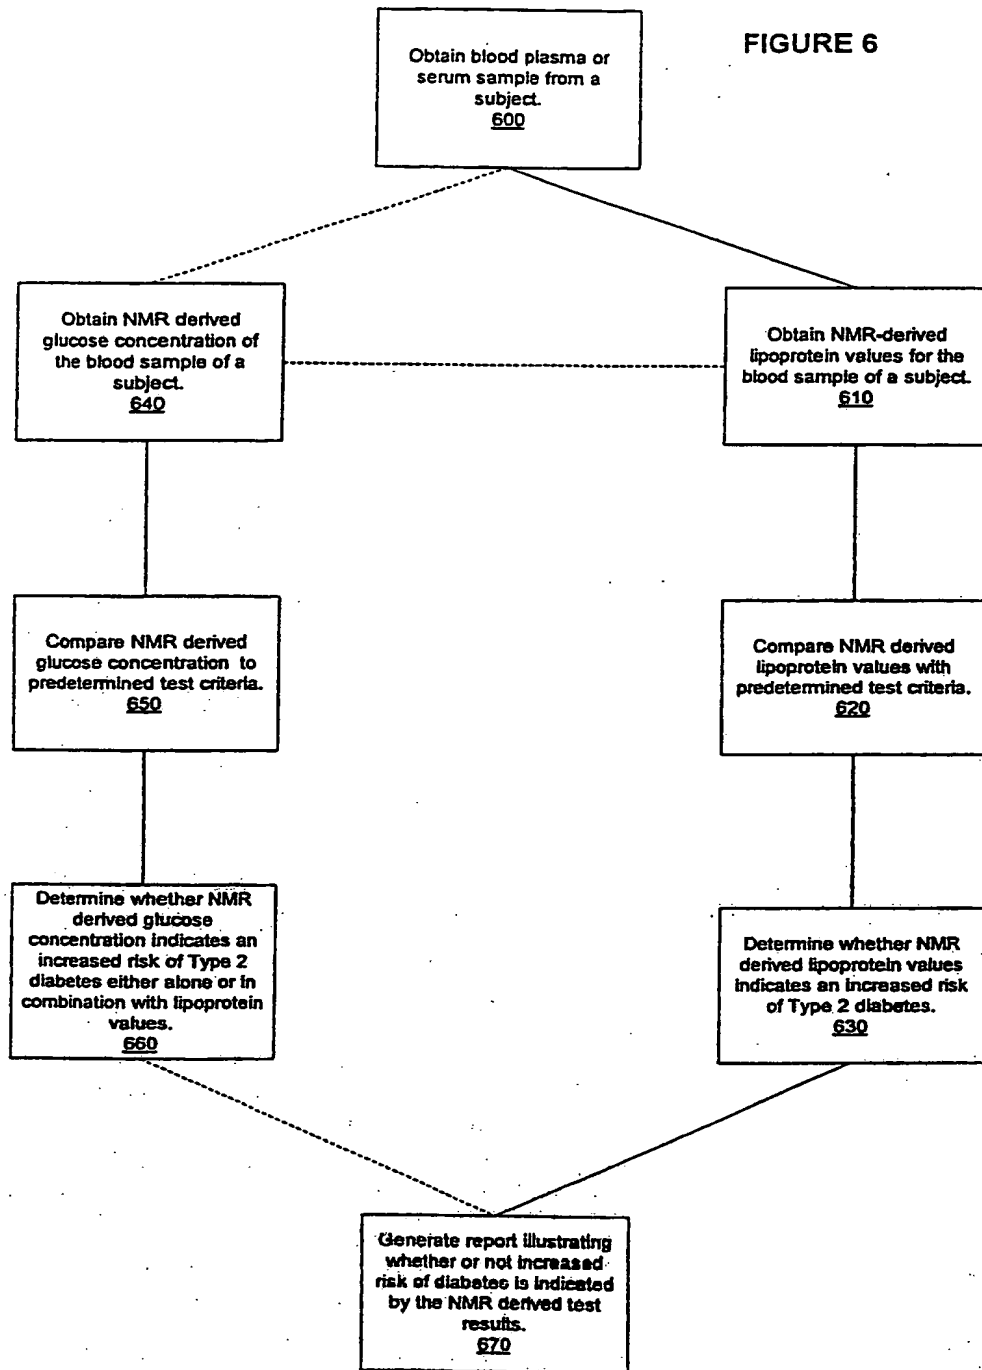 FIGURE 6
Obtain blood plasma or
serum sample from a
subject.
600
Obtain NMR derived
glucose concentration of
the blood sample of a
subject.
640
Obtain NMR-derived
lipoprotein values for the
blood sample of a subject.
610
Compare NMR derived
glucose concentration to
predetermined test criteria.
650
Compare NMR derived
lipoprotein values with
predetermined test criteria.
620
Determine whether NMR
derived glucose
concentration indicates an
increased risk of Type 2
diabetes either alone or in
combination with lipoprotein
values.
660
Determine whether NMR
derived lipoprotein values
indicates an increased risk
of Type 2 diabetes.
630
Generate report illustrating
whether or not increased
risk of diabetes is indicated
by the NMR derived test
results.
670